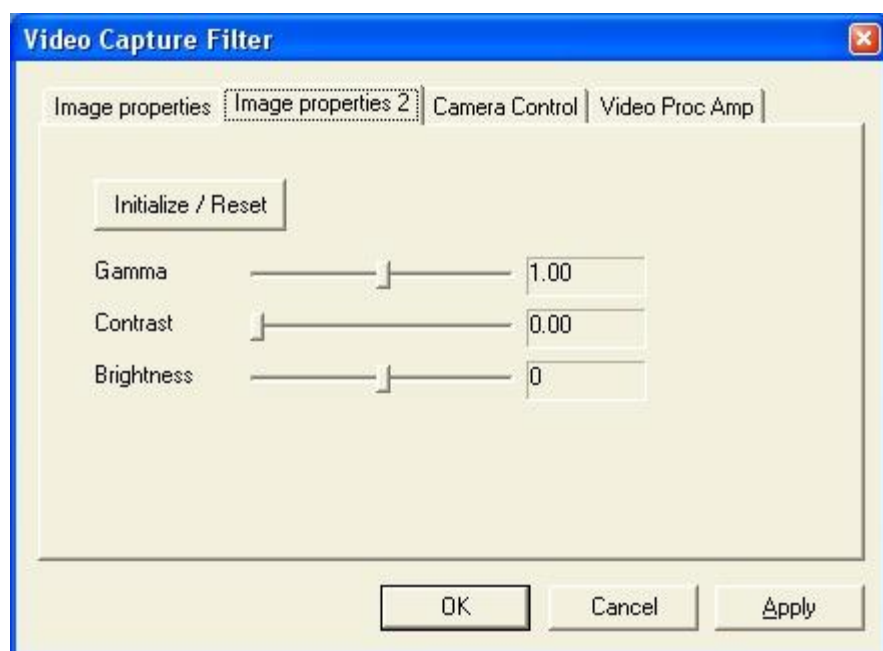 Video Capture Filter
Image properties Image properties 2 Camera Control Video Proc Amp
Initialize / Reset
Gamma 1.00
Contrast 0.00
Brightness 0
OK Cancel Apply